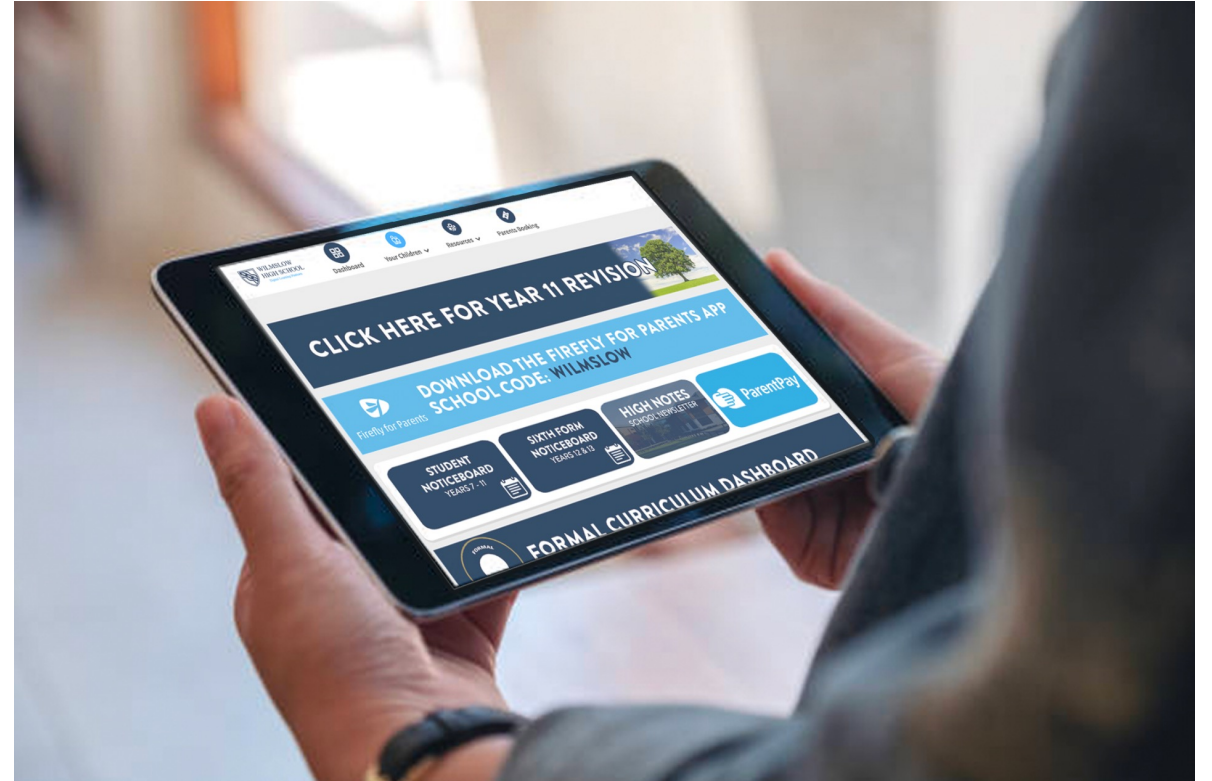 WILMSLOW
HIGH SCHOOL
Dashboard
Your Children
Resources
Parents Booking
CLICK HERE FOR YEAR 11 REVISION
Firefly for Parents
DOWNLOAD THE FIREFLY FOR PARENTS APP
SCHOOL CODE: WILMSLOW
STUDENT
NOTICEBOARD
YEARS 7 - 11
SIXTH FORM
NOTICEBOARD
YEARS 12 & 13
HIGH NOTES
SCHOOL NEWSLETTER
ParentPay
FORMAL
FORMAL CURRICULUM DASHBOARD